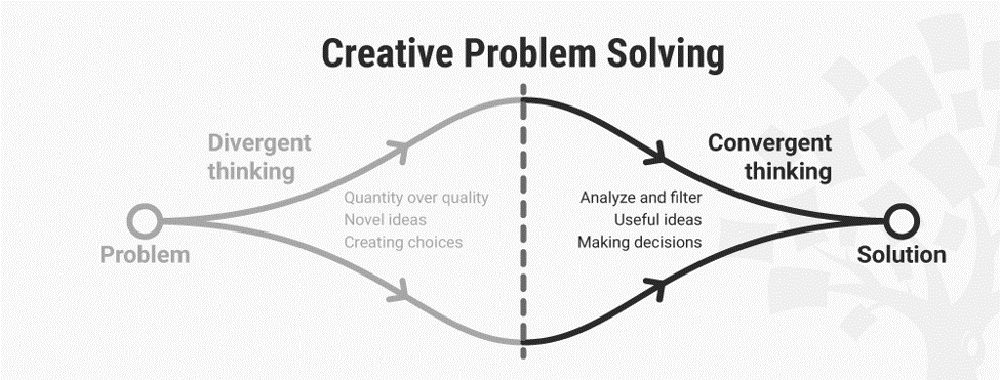 Creative Problem Solving
Divergent
thinking
Quantity over quality
Novel ideas
Creating choices
Problem
Convergent
thinking
Analyze and filter
Useful ideas
Making decisions
Solution